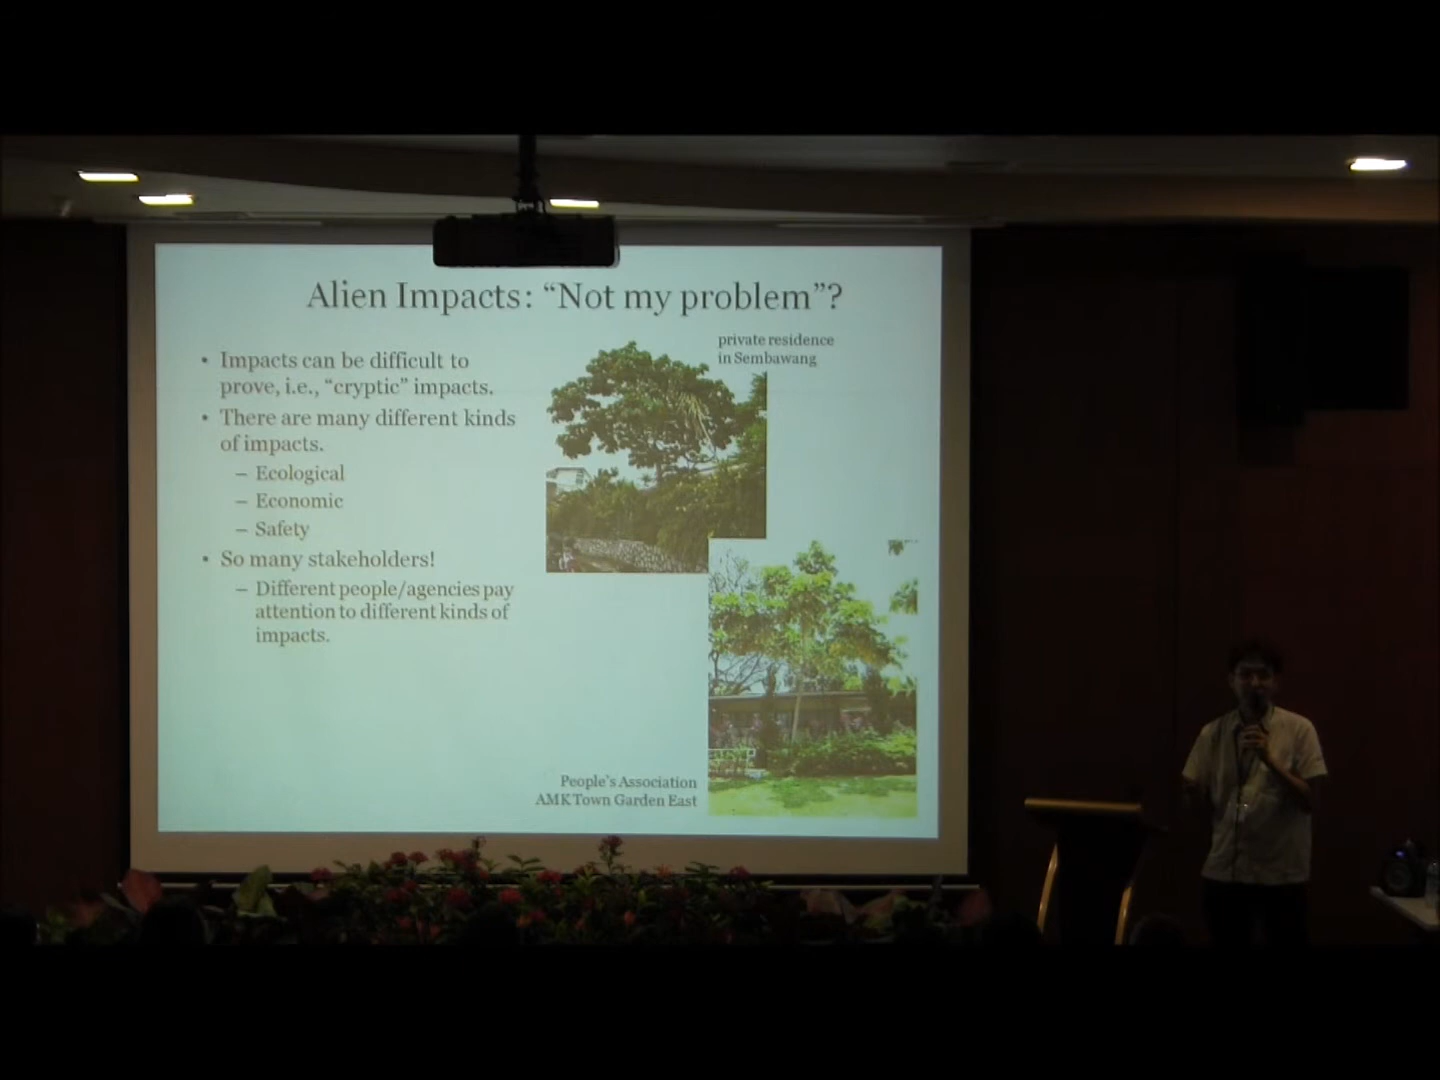 Alien Impacts: “Not my problem”?
• Impacts can be difficult to
prove, i.e., “cryptic” impacts.
• There are many different kinds
of impacts.
– Ecological
– Economic
– Safety
• So many stakeholders!
– Different people/agencies pay
attention to different kinds of
impacts.
private residence
in Sembawang
People’s Association
AMK Town Garden East